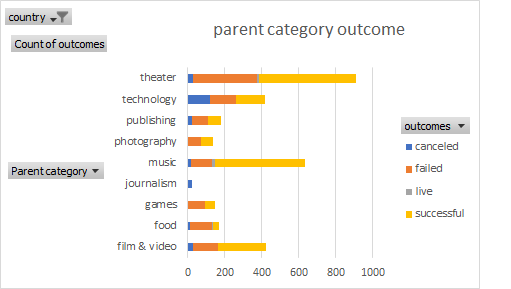 country
Count of outcomes
parent category outcome
theater
technology
publishing
photography
music
journalism
games
food
film & video
Parent category
0 200 400 600 800 1000
outcomes
canceled
failed
live
successful